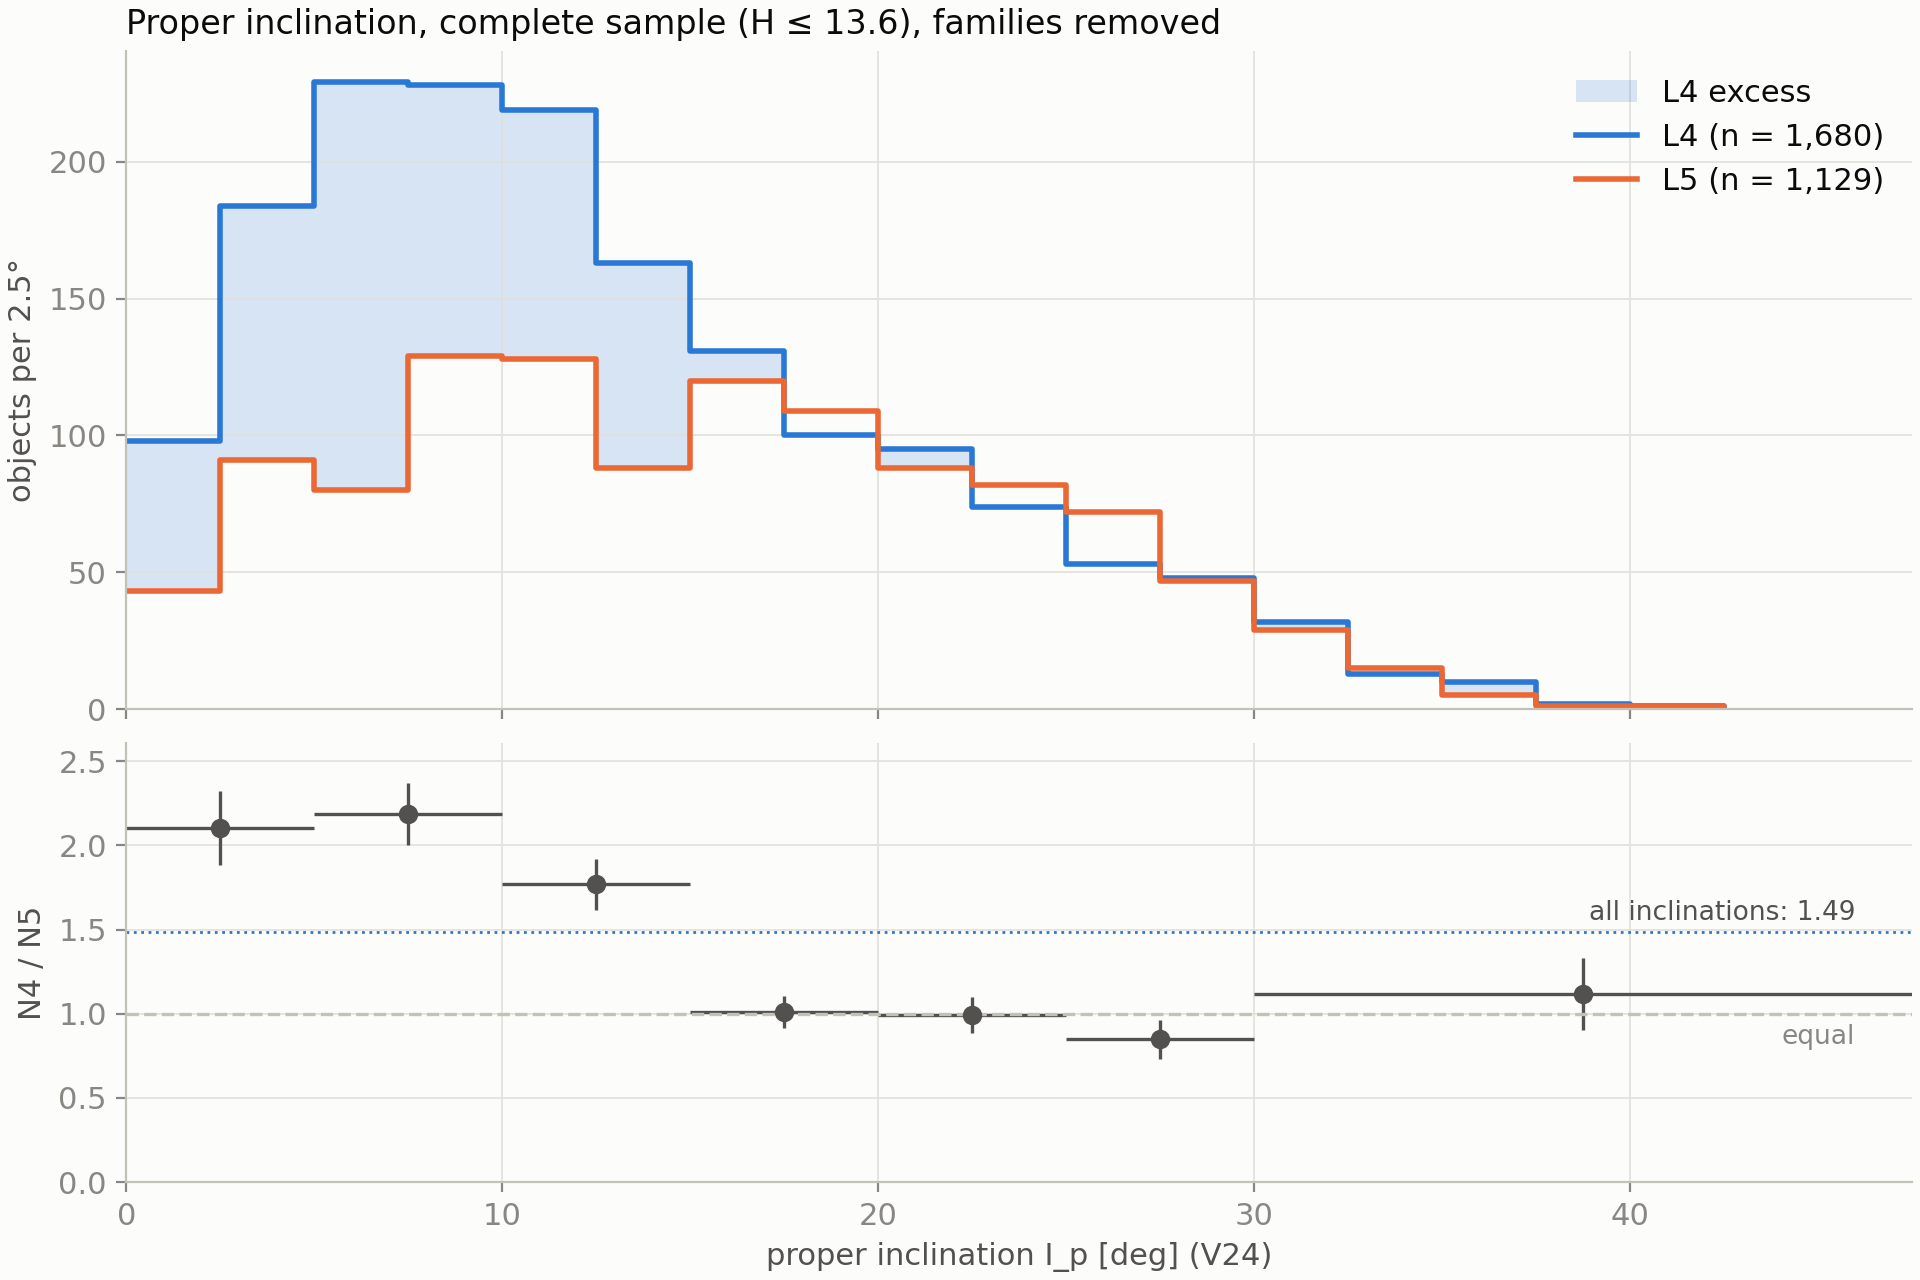 Proper inclination, complete sample (H ≤ 13.6), families removed
L4 excess
L4 (n = 1,680)
L5 (n = 1,129)
objects per 2.5°
200
150
100
50
0
2.5
2.0
1.5
1.0
0.5
0.0
N4 / N5
all inclinations: 1.49
equal
0
10
20
30
40
proper inclination I_p [deg] (V24)